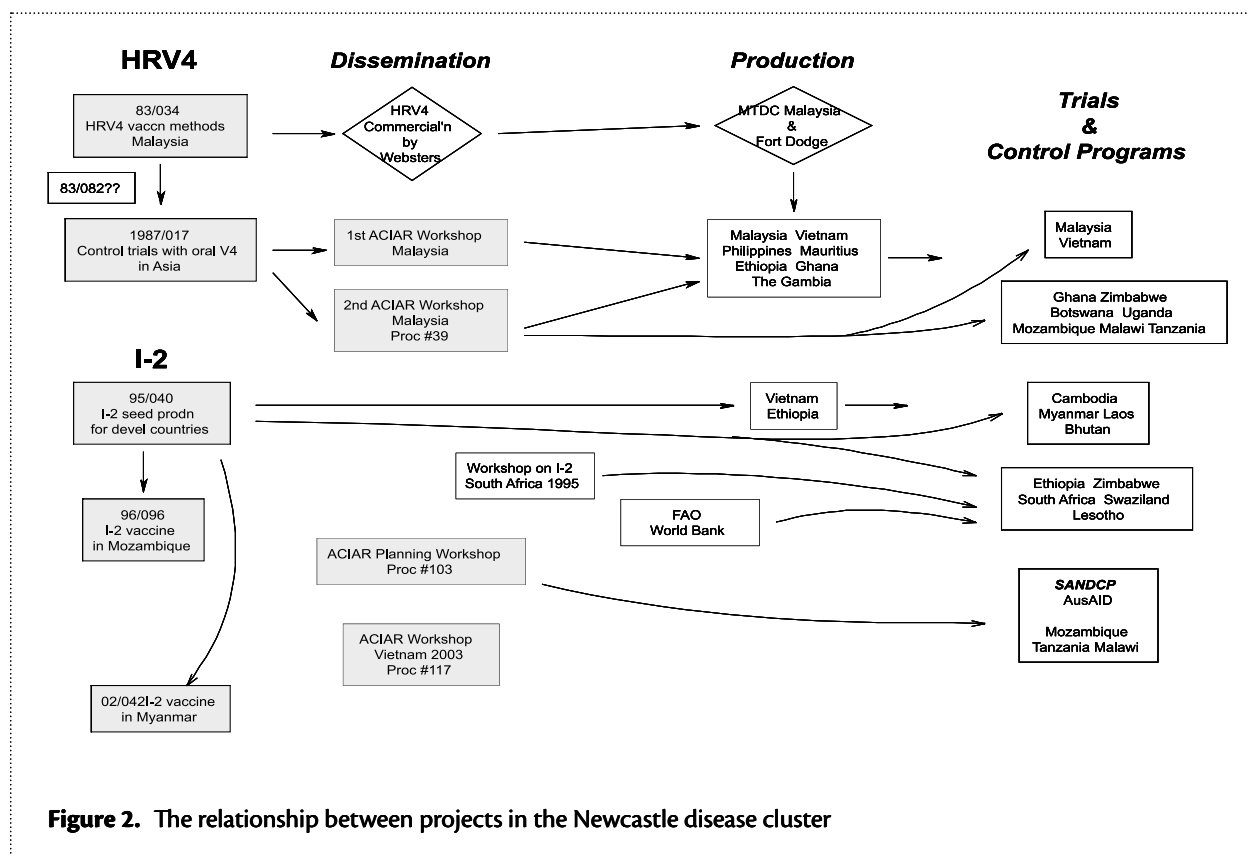 HRV4
Dissemination
Production
Trials
&
Control Programs
83/034
HRV4 vaccn methods
Malaysia
HRV4
Commercial'n
by
Websters
MTDC Malaysia
&
Fort Dodge
83/082??
1987/017
Control trials with oral V4
in Asia
1st ACIAR Workshop
Malaysia
2nd ACIAR Workshop
Malaysia
Proc #39
Malaysia Vietnam
Philippines Mauritius
Ethiopia Ghana
The Gambia
Malaysia
Vietnam
Ghana Zimbabwe
Botswana Uganda
Mozambique Malawi Tanzania
I-2
95/040
I-2 seed prodn
for devel countries
Vietnam
Ethiopia
Cambodia
Myanmar Laos
Bhutan
Workshop on I-2
South Africa 1995
Ethiopia Zimbabwe
South Africa Swaziland
Lesotho
96/096
I-2 vaccine
in Mozambique
FAO
World Bank
ACIAR Planning Workshop
Proc #103
SANDCP
AusAID
Mozambique
Tanzania Malawi
ACIAR Workshop
Vietnam 2003
Proc #117
02/042I-2 vaccine
in Myanmar
Figure 2. The relationship between projects in the Newcastle disease cluster